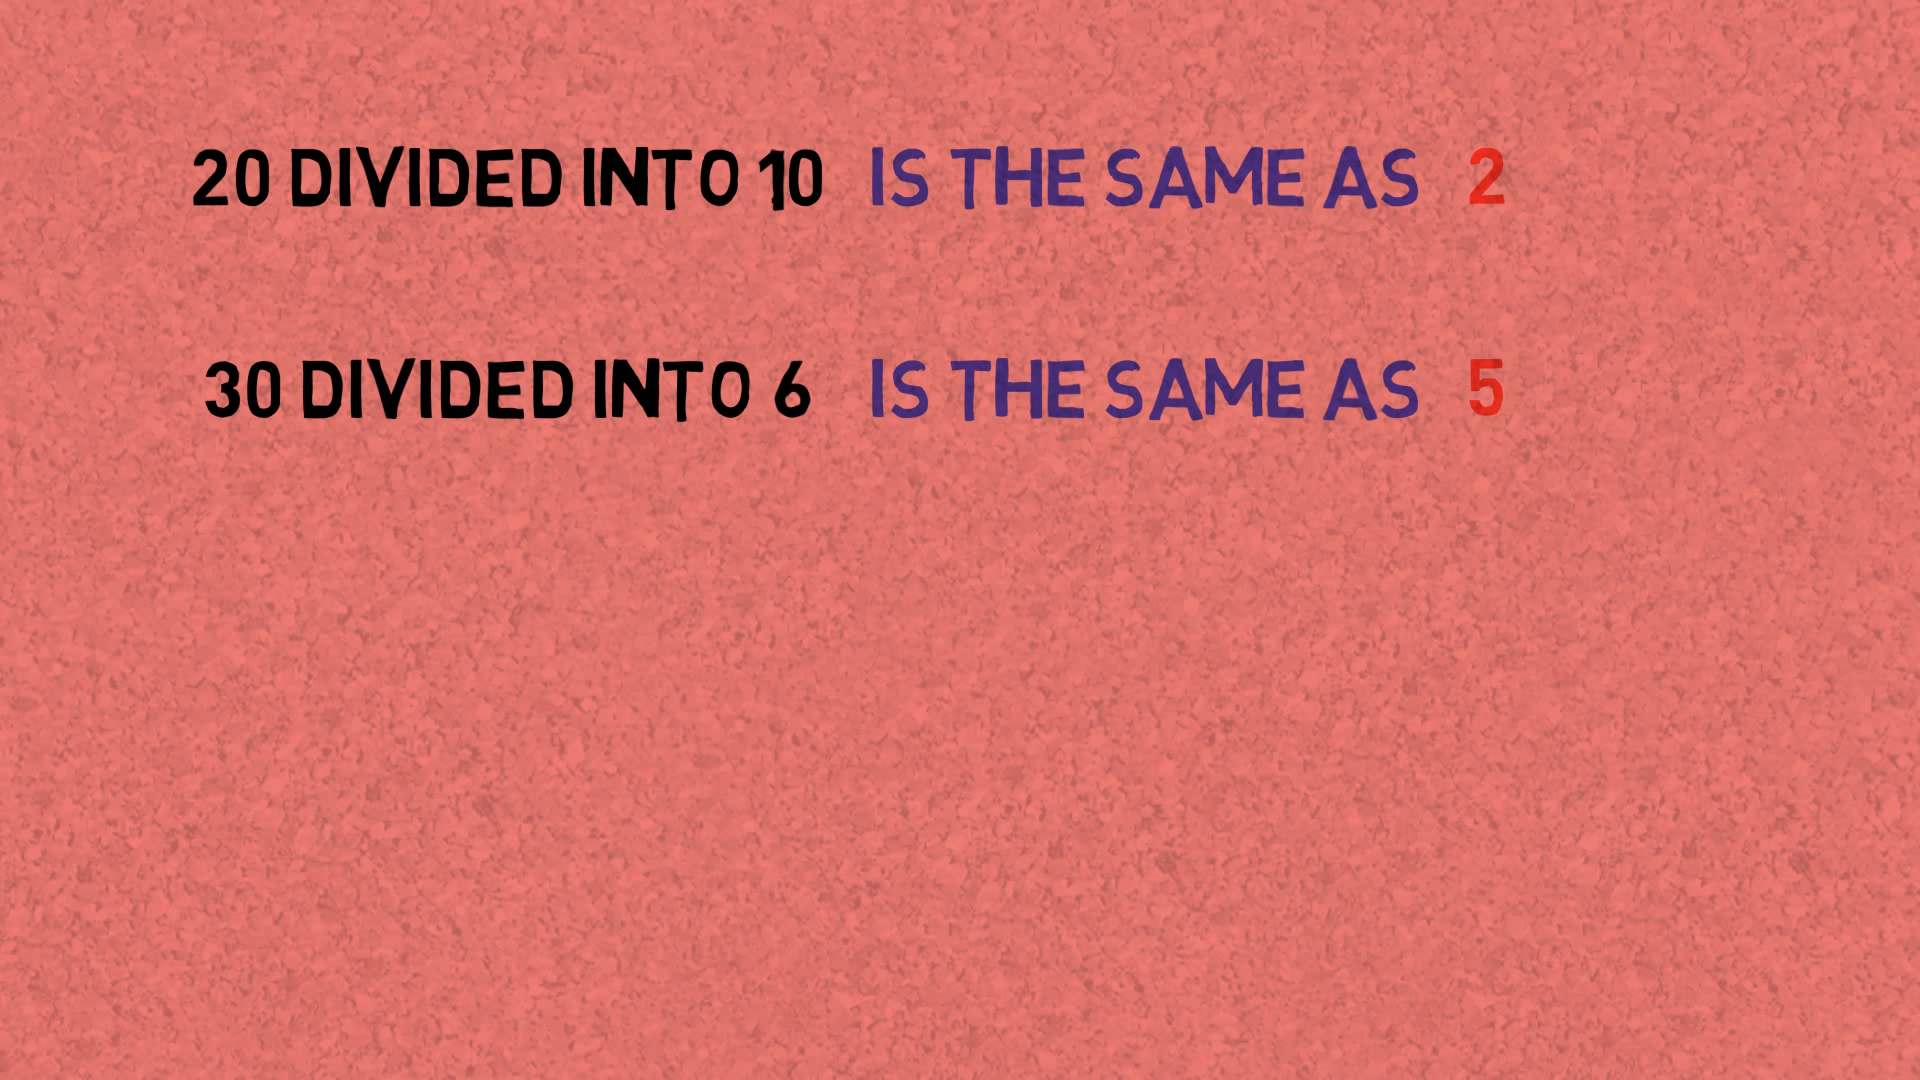 20 DIVIDED INTO 10 IS THE SAME AS 2
30 DIVIDED INTO 6 IS THE SAME AS 5